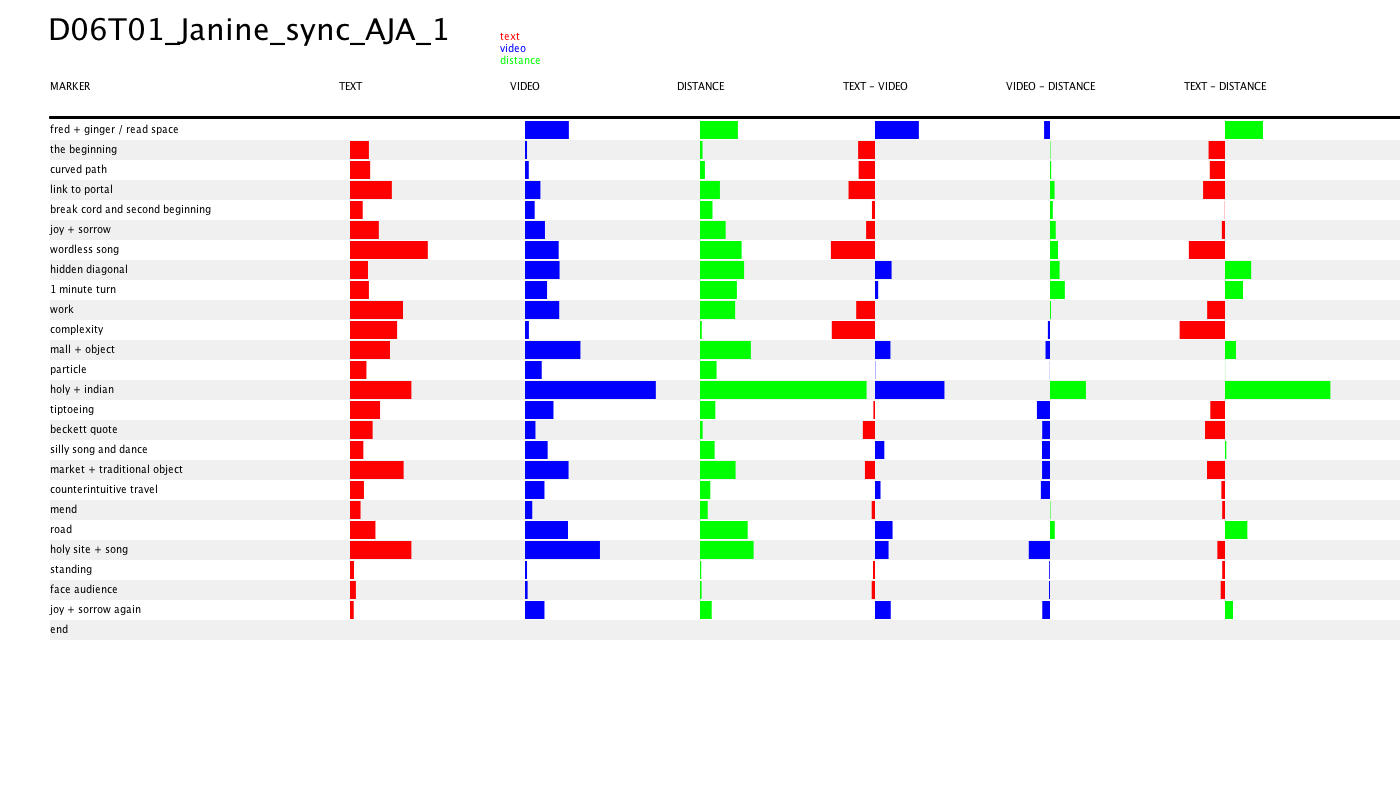 D06T01_Janine_sync_AJA_1
text
video
distance
MARKER TEXT VIDEO DISTANCE TEXT - VIDEO VIDEO - DISTANCE TEXT - DISTANCE
fred + ginger / read space
the beginning
curved path
link to portal
break cord and second beginning
joy + sorrow
wordless song
hidden diagonal
1 minute turn
work
complexity
mall + object
particle
holy + indian
tiptoeing
beckett quote
silly song and dance
market + traditional object
counterintuitive travel
mend
road
holy site + song
standing
face audience
joy + sorrow again
end